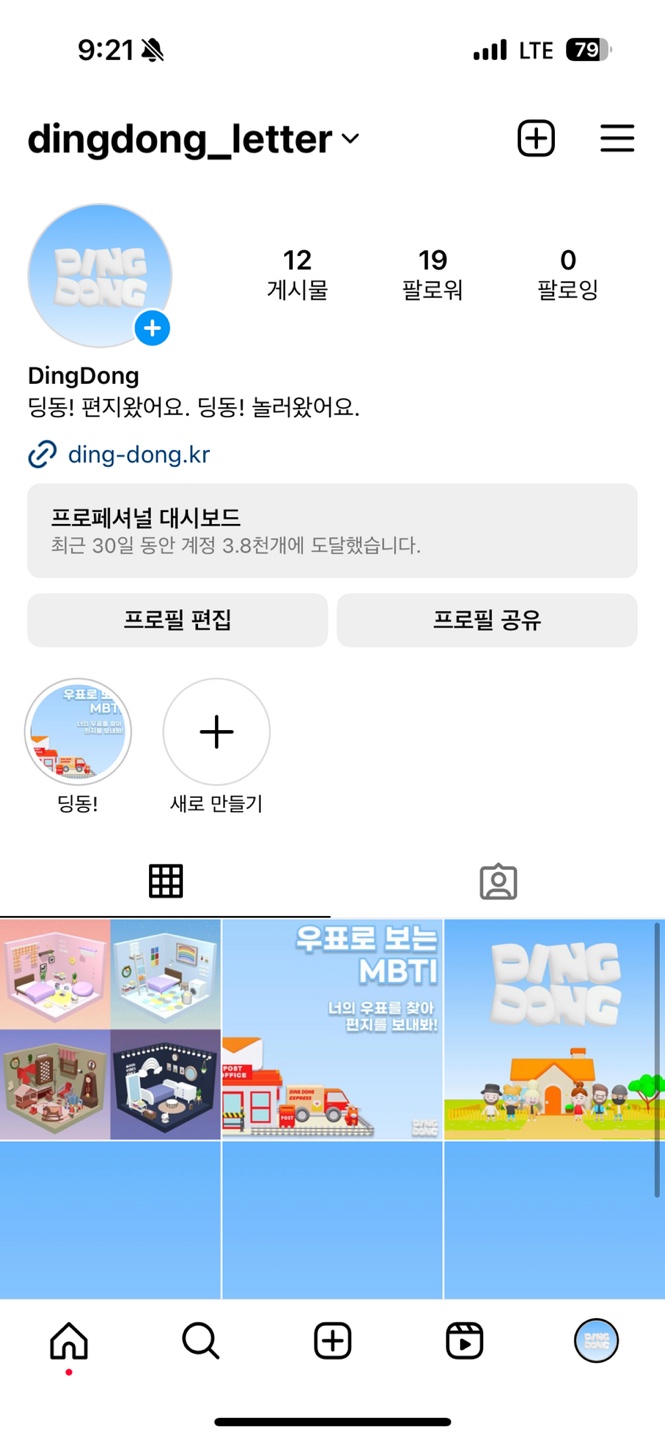 9:21
LTE 79
dingdong_letter
DING
DONG
12
게시물
19
팔로워
0
팔로잉
DingDong
딩동! 편지왔어요. 딩동! 놀러왔어요.
ding-dong.kr
프로페셔널 대시보드
최근 30일 동안 계정 3.8천개에 도달했습니다.
프로필 편집
프로필 공유
우표로 보
MBT
너의 우표를 찾아
편지를 보내봐!
딩동!
새로 만들기
우표로 보는
MBTI
너의 우표를 찾아
편지를 보내봐!
POST
OFFICE
DING DONG
EXPRESS
POST
DING
DONG
DING
DONG
DING
DONG